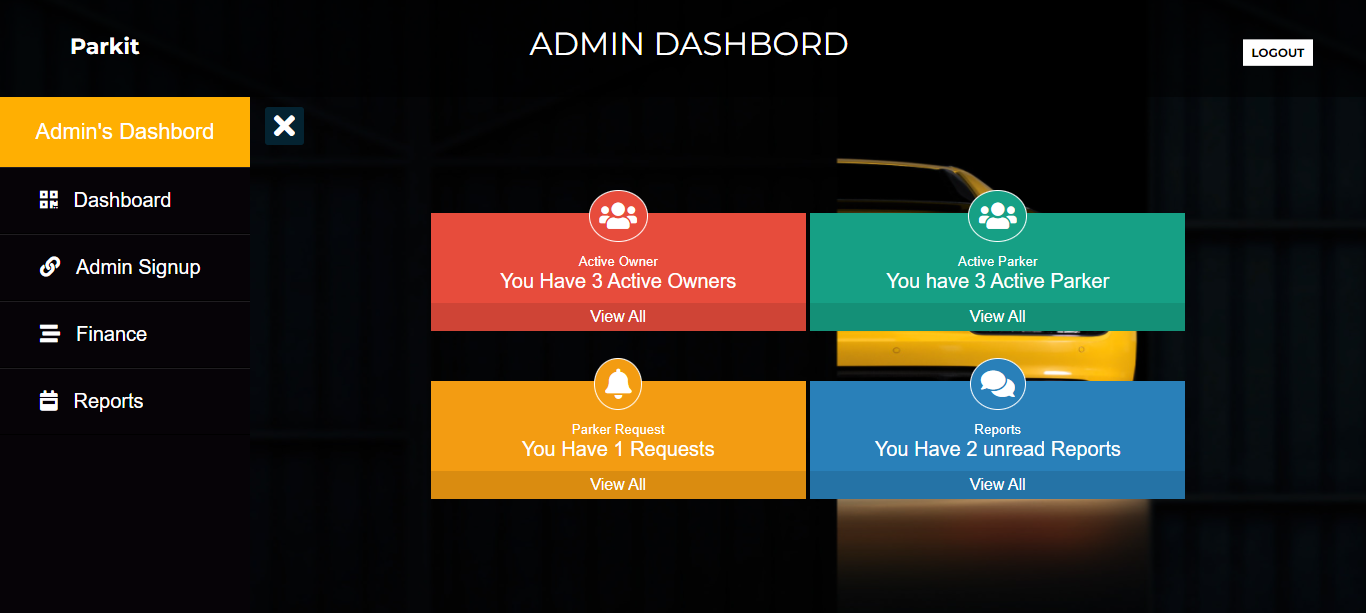 Parkit
ADMIN DASHBORD
LOGOUT
Admin's Dashbord
Dashboard
Admin Signup
Finance
Reports
Active Owner
You Have 3 Active Owners
View All
Active Parker
You have 3 Active Parker
View All
Parker Request
You Have 1 Requests
View All
Reports
You Have 2 unread Reports
View All